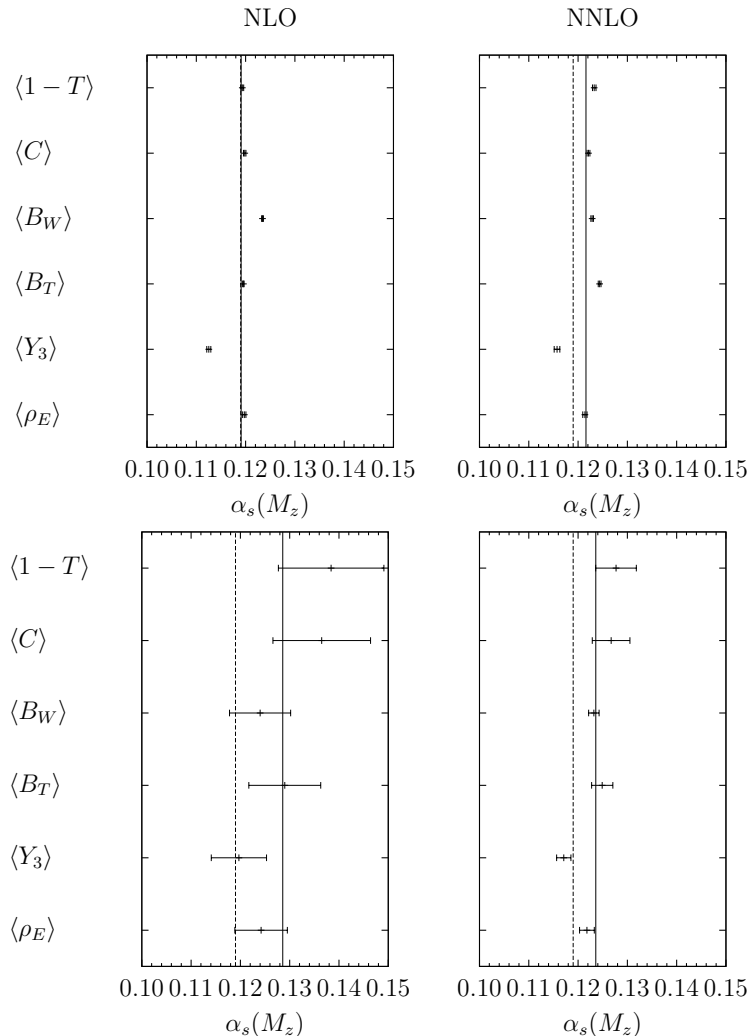 NLO NNLO
⟨1 − T⟩
⟨C⟩
⟨B_W⟩
⟨B_T⟩
⟨Y_3⟩
⟨ρ_E⟩
0.10 0.11 0.12 0.13 0.14 0.15 0.10 0.11 0.12 0.13 0.14 0.15
α_s(M_z) α_s(M_z)
⟨1 − T⟩
⟨C⟩
⟨B_W⟩
⟨B_T⟩
⟨Y_3⟩
⟨ρ_E⟩
0.10 0.11 0.12 0.13 0.14 0.15 0.10 0.11 0.12 0.13 0.14 0.15
α_s(M_z) α_s(M_z)